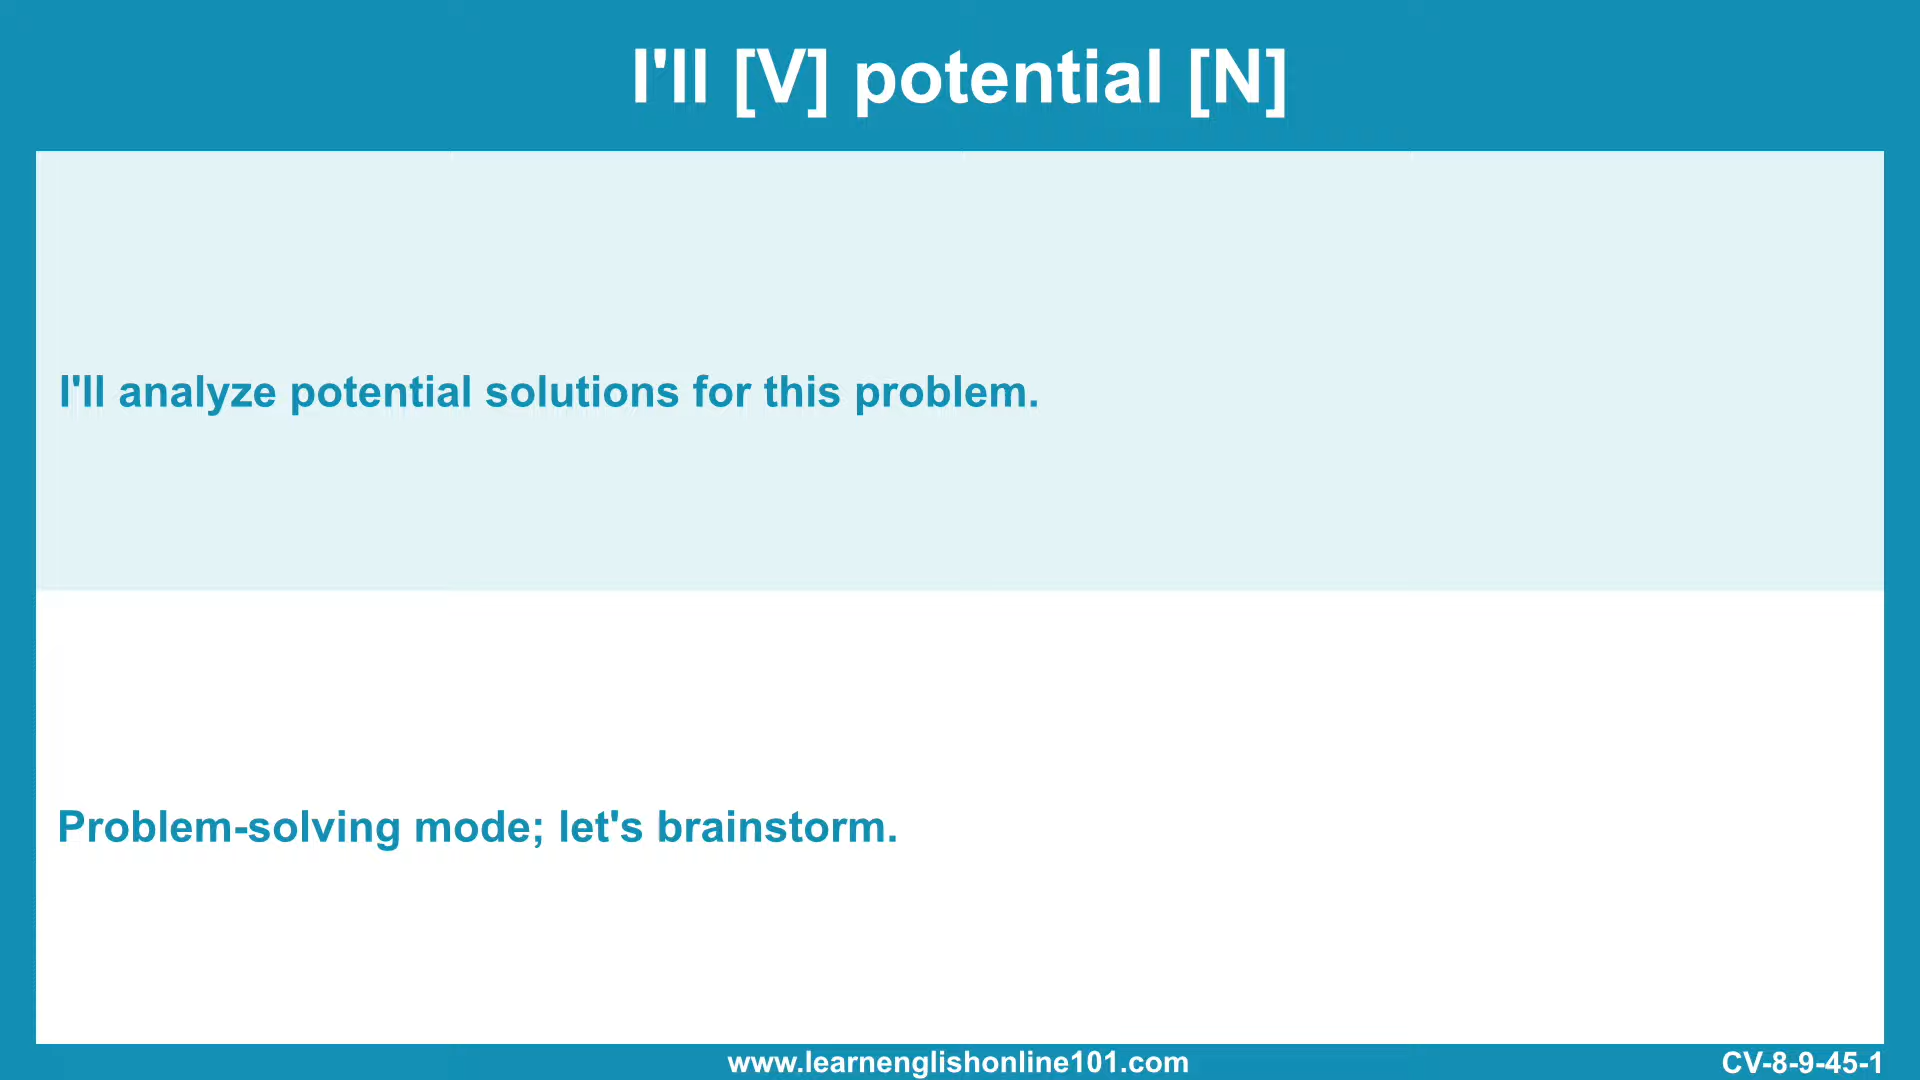 I'll [V] potential [N]
I'll analyze potential solutions for this problem.
Problem-solving mode; let's brainstorm.
www.learnenglishonline101.com
CV-8-9-45-1